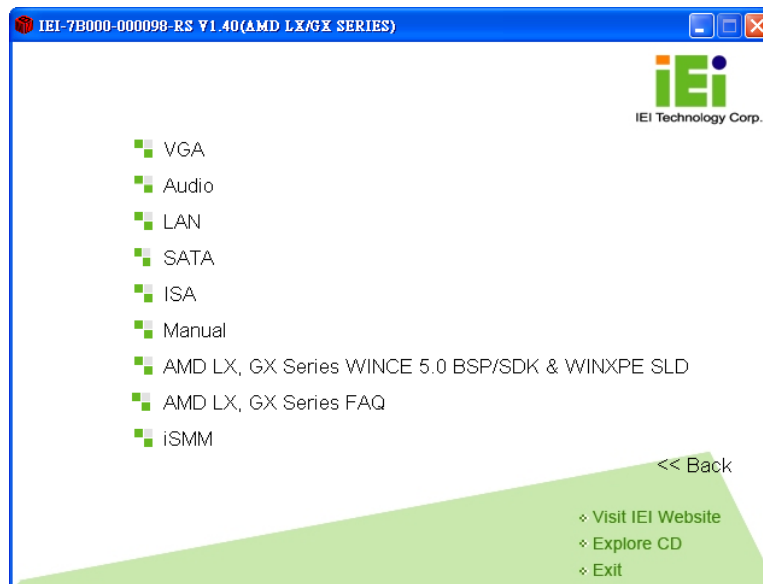 IEI-7B000-000098-RS V1.40(AMD LX/GX SERIES)
iEi
IEI Technology Corp.
VGA
Audio
LAN
SATA
ISA
Manual
AMD LX, GX Series WINCE 5.0 BSP/SDK & WINXPE SLD
AMD LX, GX Series FAQ
iSMM
<< Back
Visit IEI Website
Explore CD
Exit